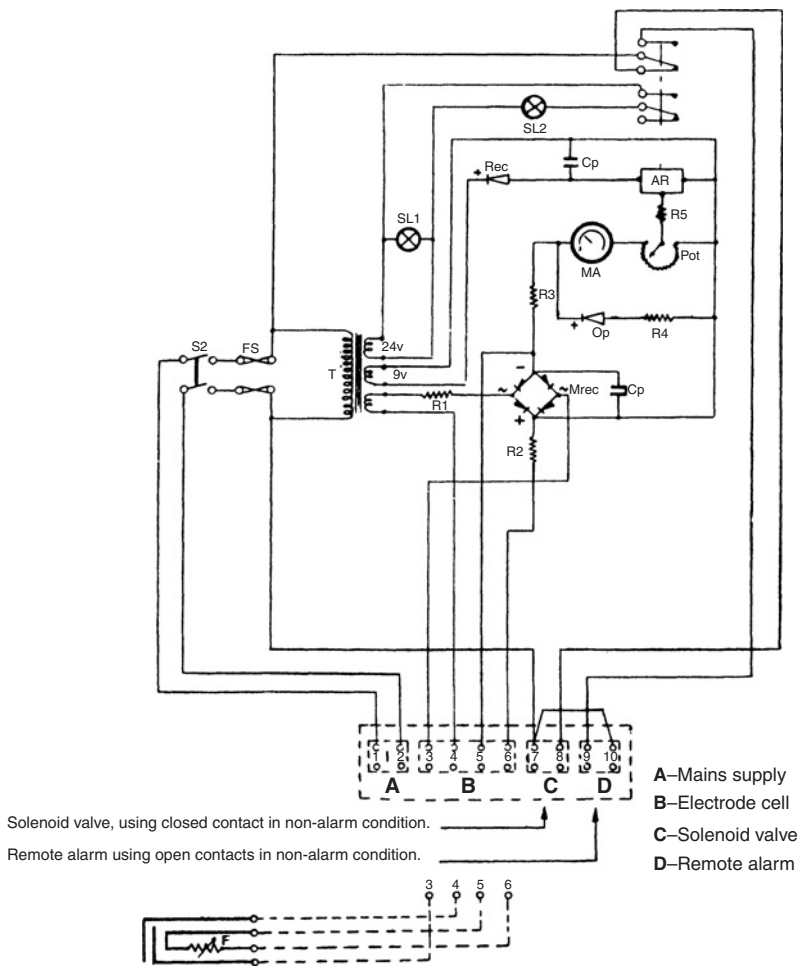 SL2
Rec
Cp
AR
R5
SL1
MA
Pot
R3
Op
R4
S2
FS
24v
T
9v
R1
~
Mrec
~
Cp
-
+
R2
1 2 3 4 5 6 7 8 9 10
A B C D
A–Mains supply
B–Electrode cell
C–Solenoid valve
D–Remote alarm
Solenoid valve, using closed contact in non-alarm condition.
Remote alarm using open contacts in non-alarm condition.
3 4 5 6
F